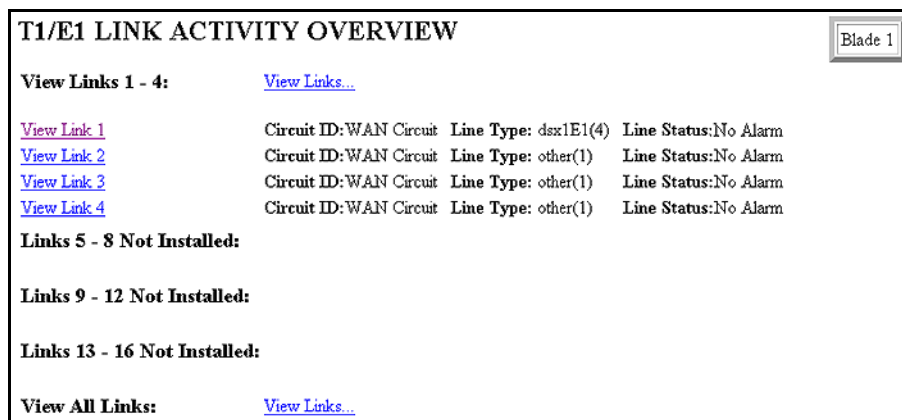 T1/E1 LINK ACTIVITY OVERVIEW
Blade 1
View Links 1 - 4: View Links...
View Link 1 Circuit ID:WAN Circuit Line Type: dsx1E1(4) Line Status:No Alarm
View Link 2 Circuit ID:WAN Circuit Line Type: other(1) Line Status:No Alarm
View Link 3 Circuit ID:WAN Circuit Line Type: other(1) Line Status:No Alarm
View Link 4 Circuit ID:WAN Circuit Line Type: other(1) Line Status:No Alarm
Links 5 - 8 Not Installed:
Links 9 - 12 Not Installed:
Links 13 - 16 Not Installed:
View All Links: View Links...